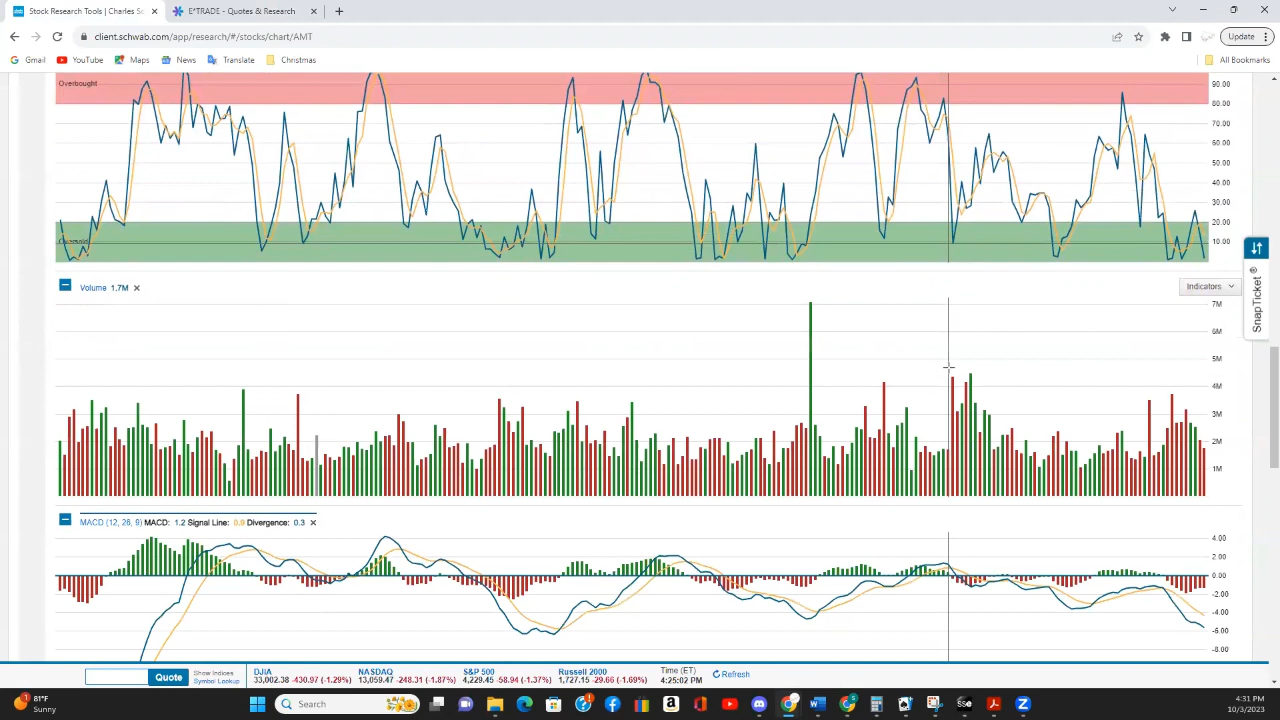 Stock Research Tools | Charles Sc
E*TRADE - Quotes & Research
client.schwab.com/app/research/#/stocks/chart/AMT
Update
Gmail
YouTube
Maps
News
Translate
Christmas
All Bookmarks
Overbought
90.00
80.00
70.00
60.00
50.00
40.00
30.00
20.00
10.00
Oversold
SnapTicket®
Volume 1.7M
Indicators
7M
6M
5M
4M
3M
2M
1M
MACD (12, 26, 9) MACD: 1.2 Signal Line: 0.9 Divergence: 0.3
4.00
2.00
0.00
-2.00
-4.00
-6.00
-8.00
Quote
Show Indices
Symbol Lookup
DJIA
33,002.38 -430.97 (-1.29%)
NASDAQ
13,059.47 -248.31 (-1.87%)
S&P 500
4,229.45 -58.94 (-1.37%)
Russell 2000
1,727.15 -29.66 (-1.69%)
Time (ET)
4:25:02 PM
Refresh
81°F
Sunny
Search
4:31 PM
10/3/2023